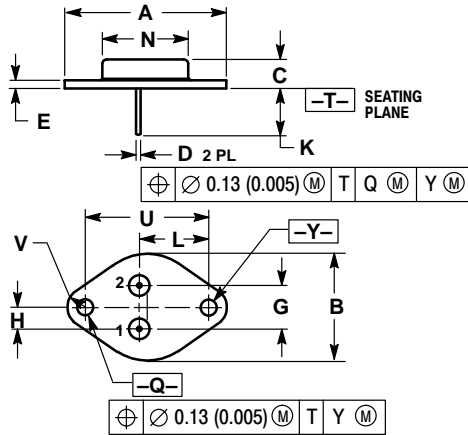 A
N
C
E
–T– SEATING
PLANE
K
D 2 PL
⌖ ∅ 0.13 (0.005) Ⓜ T Q Ⓜ Y Ⓜ
U
V
L
–Y–
2
H
G
B
1
–Q–
⌖ ∅ 0.13 (0.005) Ⓜ T Y Ⓜ